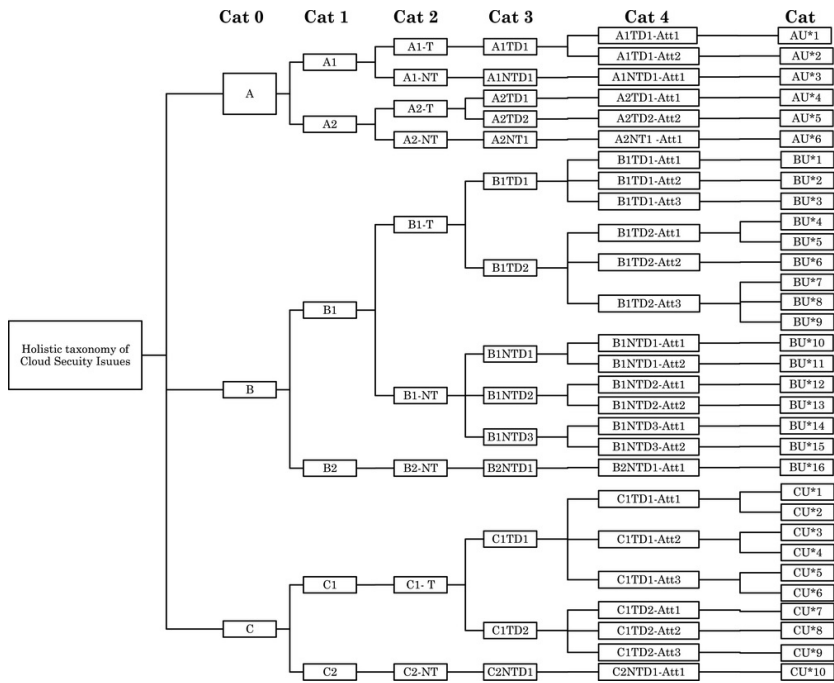 Cat 0 Cat 1 Cat 2 Cat 3 Cat 4 Cat
A1TD1-Att1 AU*1
A1-T A1TD1
A1TD1-Att2 AU*2
A1
A1-NT A1NTD1 A1NTD1-Att1 AU*3
A
A2TD1 A2TD1-Att1 AU*4
A2-T
A2TD2 A2TD2-Att2 AU*5
A2
A2-NT A2NT1 A2NT1 -Att1 AU*6
B1TD1-Att1 BU*1
B1TD1 B1TD1-Att2 BU*2
B1TD1-Att3 BU*3
B1-T
BU*4
B1TD2-Att1
BU*5
B1TD2 B1TD2-Att2 BU*6
BU*7
B1 B1TD2-Att3 BU*8
BU*9
Holistic taxonomy of
Cloud Secuity Isuues
B1NTD1-Att1 BU*10
B1NTD1
B1NTD1-Att2 BU*11
B
B1NTD2-Att1 BU*12
B1-NT B1NTD2
B1NTD2-Att2 BU*13
B1NTD3-Att1 BU*14
B1NTD3
B1NTD3-Att2 BU*15
B2 B2-NT B2NTD1 B2NTD1-Att1 BU*16
CU*1
C1TD1-Att1
CU*2
CU*3
C1TD1 C1TD1-Att2
CU*4
CU*5
C1 C1- T C1TD1-Att3
CU*6
C1TD2-Att1 CU*7
C C1TD2 C1TD2-Att2 CU*8
C1TD2-Att3 CU*9
C2 C2-NT C2NTD1 C2NTD1-Att1 CU*10